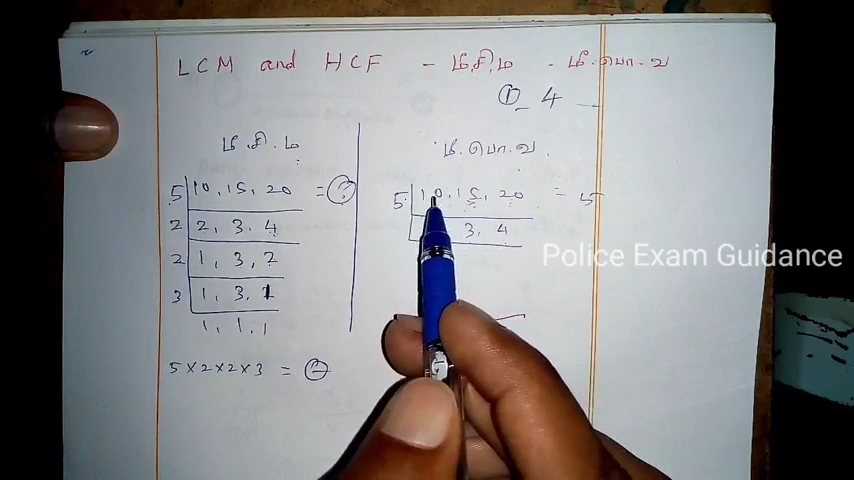 LCM and HCF - மீ.சி.ம - மீ.பொ.வ
① - 4
மீ.சி.ம
5 10, 15, 20 = ?
2 2, 3, 4
2 1, 3, 2
3 1, 3, 1
1, 1, 1
5 × 2 × 2 × 3 = ?
மீ.பொ.வ.
5 10, 15, 20 = 5
3, 4
Police Exam Guidance